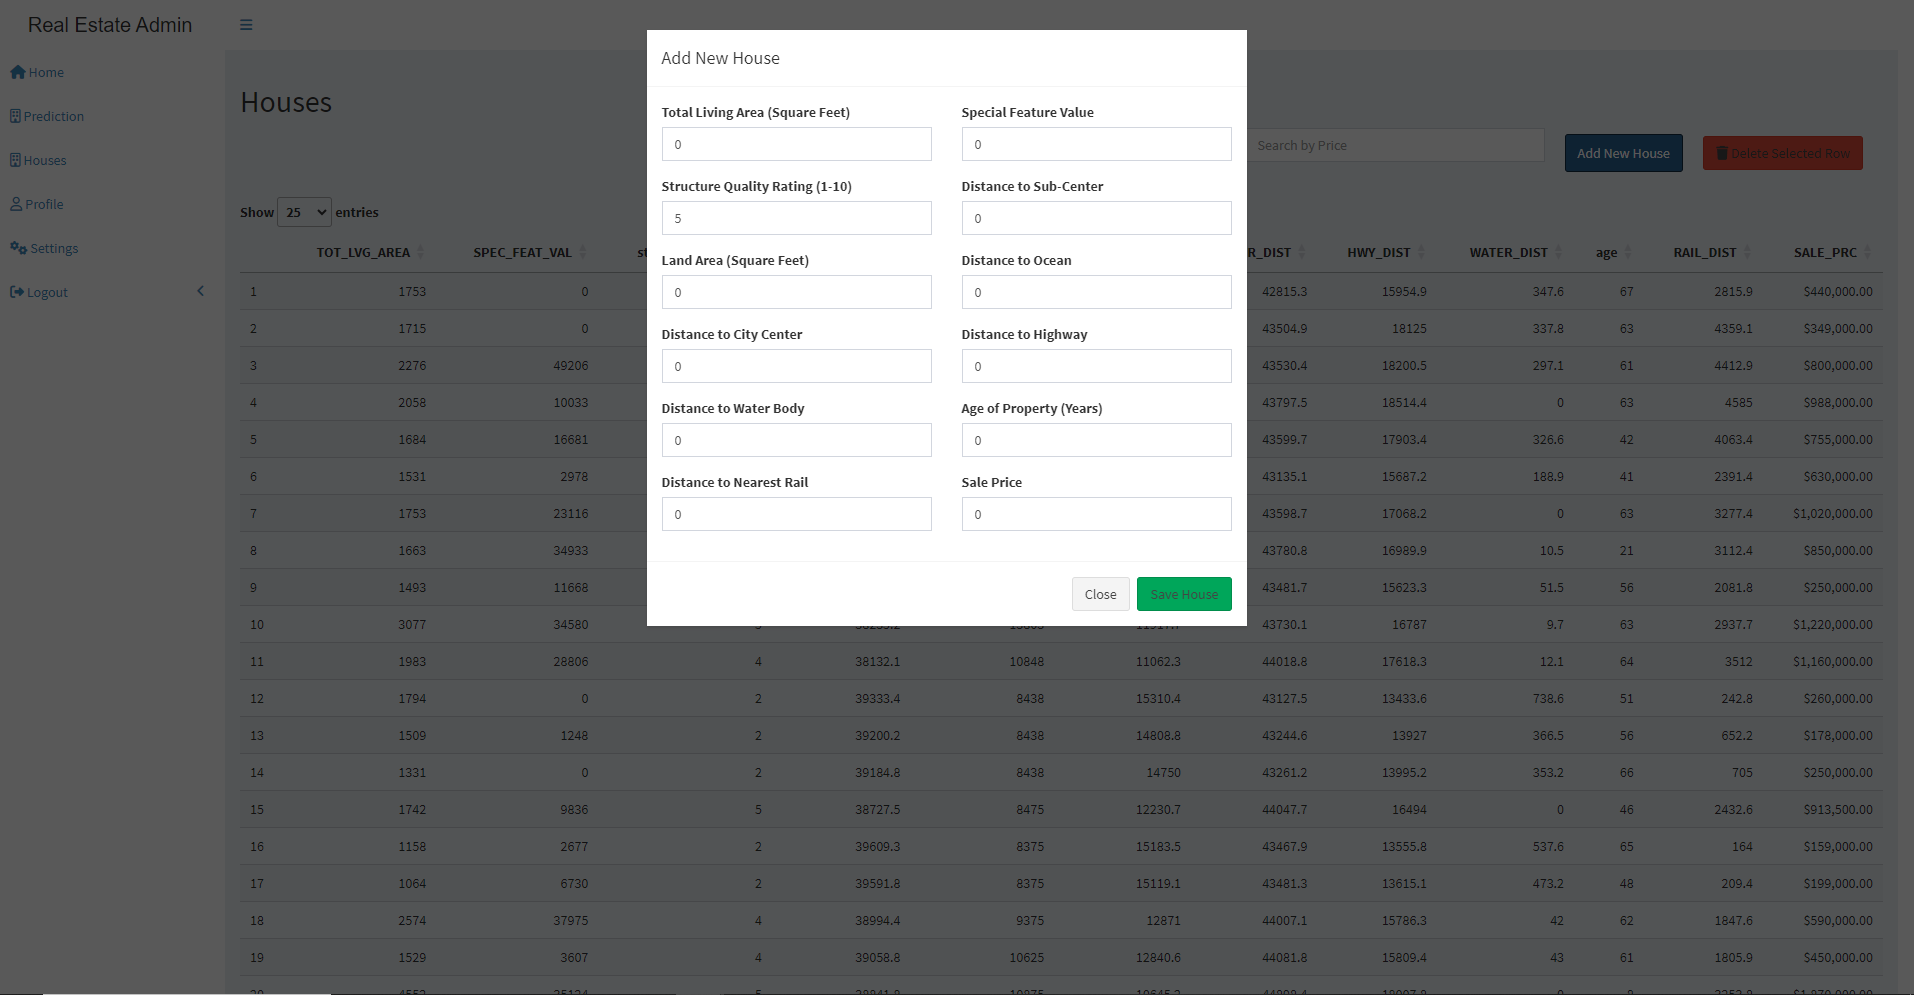 Real Estate Admin
Home
Prediction
Houses
Profile
Settings
Logout
Houses
Search by Price
Add New House
Delete Selected Row
Show 25 entries
Add New House
Total Living Area (Square Feet) Special Feature Value
0 0
Structure Quality Rating (1-10) Distance to Sub-Center
5 0
Land Area (Square Feet) Distance to Ocean
0 0
Distance to City Center Distance to Highway
0 0
Distance to Water Body Age of Property (Years)
0 0
Distance to Nearest Rail Sale Price
0 0
Close Save House
TOT_LVG_AREA SPEC_FEAT_VAL st R_DIST HWY_DIST WATER_DIST age RAIL_DIST SALE_PRC
1 1753 0 42815.3 15954.9 347.6 67 2815.9 $440,000.00
2 1715 0 43504.9 18125 337.8 63 4359.1 $349,000.00
3 2276 49206 43530.4 18200.5 297.1 61 4412.9 $800,000.00
4 2058 10033 43797.5 18514.4 0 63 4585 $988,000.00
5 1684 16681 43599.7 17903.4 326.6 42 4063.4 $755,000.00
6 1531 2978 43135.1 15687.2 188.9 41 2391.4 $630,000.00
7 1753 23116 43598.7 17068.2 0 63 3277.4 $1,020,000.00
8 1663 34933 43780.8 16989.9 10.5 21 3112.4 $850,000.00
9 1493 11668 43481.7 15623.3 51.5 56 2081.8 $250,000.00
10 3077 34580 43730.1 16787 9.7 63 2937.7 $1,220,000.00
11 1983 28806 4 38132.1 10848 11062.3 44018.8 17618.3 12.1 64 3512 $1,160,000.00
12 1794 0 2 39333.4 8438 15310.4 43127.5 13433.6 738.6 51 242.8 $260,000.00
13 1509 1248 2 39200.2 8438 14808.8 43244.6 13927 366.5 56 652.2 $178,000.00
14 1331 0 2 39184.8 8438 14750 43261.2 13995.2 353.2 66 705 $250,000.00
15 1742 9836 5 38727.5 8475 12230.7 44047.7 16494 0 46 2432.6 $913,500.00
16 1158 2677 2 39609.3 8375 15183.5 43467.9 13555.8 537.6 65 164 $159,000.00
17 1064 6730 2 39591.8 8375 15119.1 43481.3 13615.1 473.2 48 209.4 $199,000.00
18 2574 37975 4 38994.4 9375 12871 44007.1 15786.3 42 62 1847.6 $590,000.00
19 1529 3607 4 39058.8 10625 12840.6 44081.8 15809.4 43 61 1805.9 $450,000.00